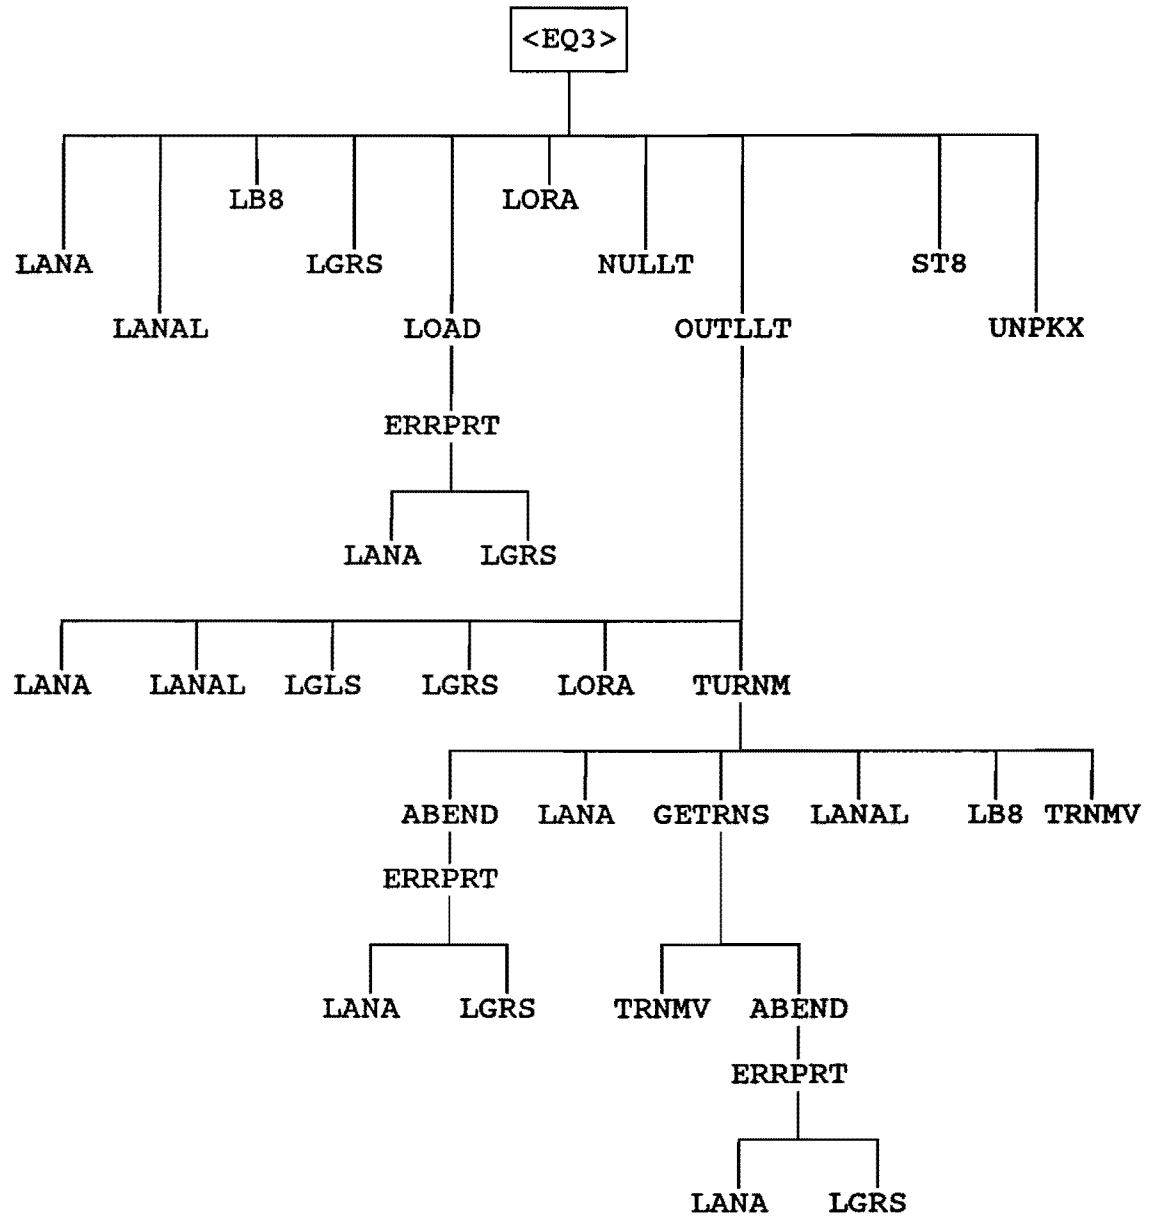 <EQ3>
LB8 LORA
LANA LGRS NULLT ST8
LANAL LOAD OUTLLT UNPKX
ERRPRT
LANA LGRS
LANA LANAL LGLS LGRS LORA TURNM
ABEND LANA GETRNS LANAL LB8 TRNMV
ERRPRT
LANA LGRS TRNMV ABEND
ERRPRT
LANA LGRS